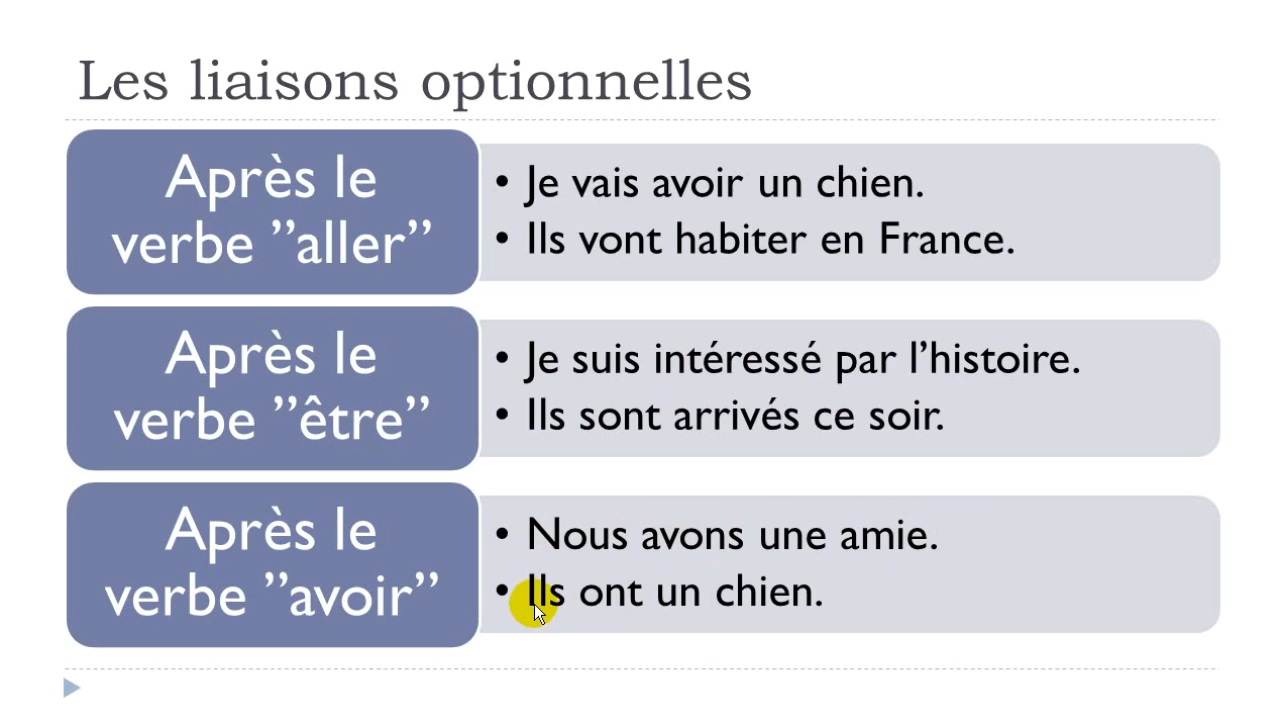 Les liaisons optionnelles
Après le
verbe ”aller”
• Je vais avoir un chien.
• Ils vont habiter en France.
Après le
verbe ”être”
• Je suis intéressé par l’histoire.
• Ils sont arrivés ce soir.
Après le
verbe ”avoir”
• Nous avons une amie.
• Ils ont un chien.